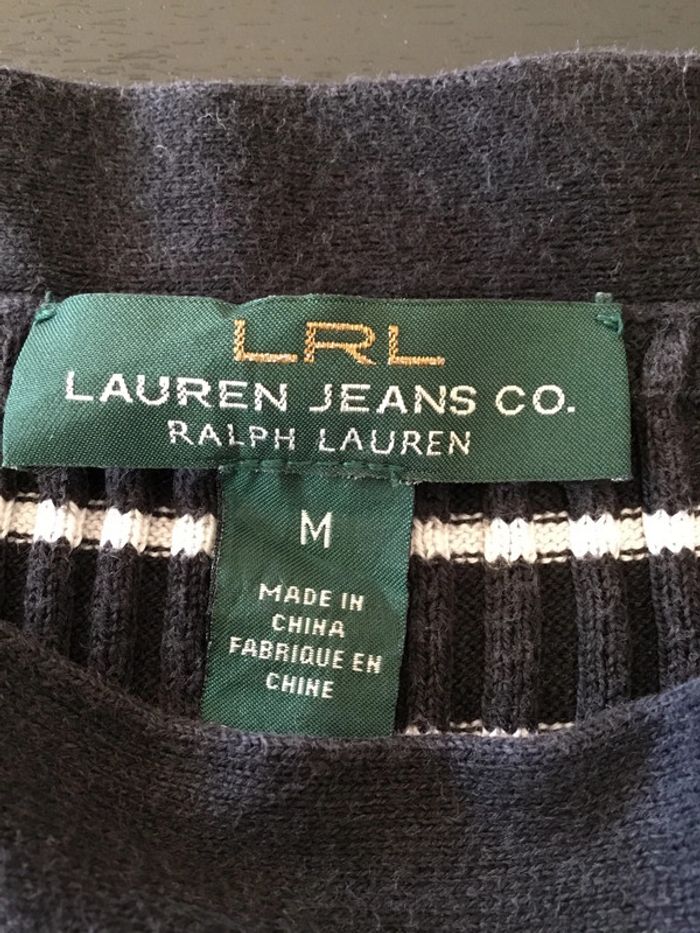 LRL
LAUREN JEANS CO.
RALPH LAUREN
M
MADE IN
CHINA
FABRIQUE EN
CHINE